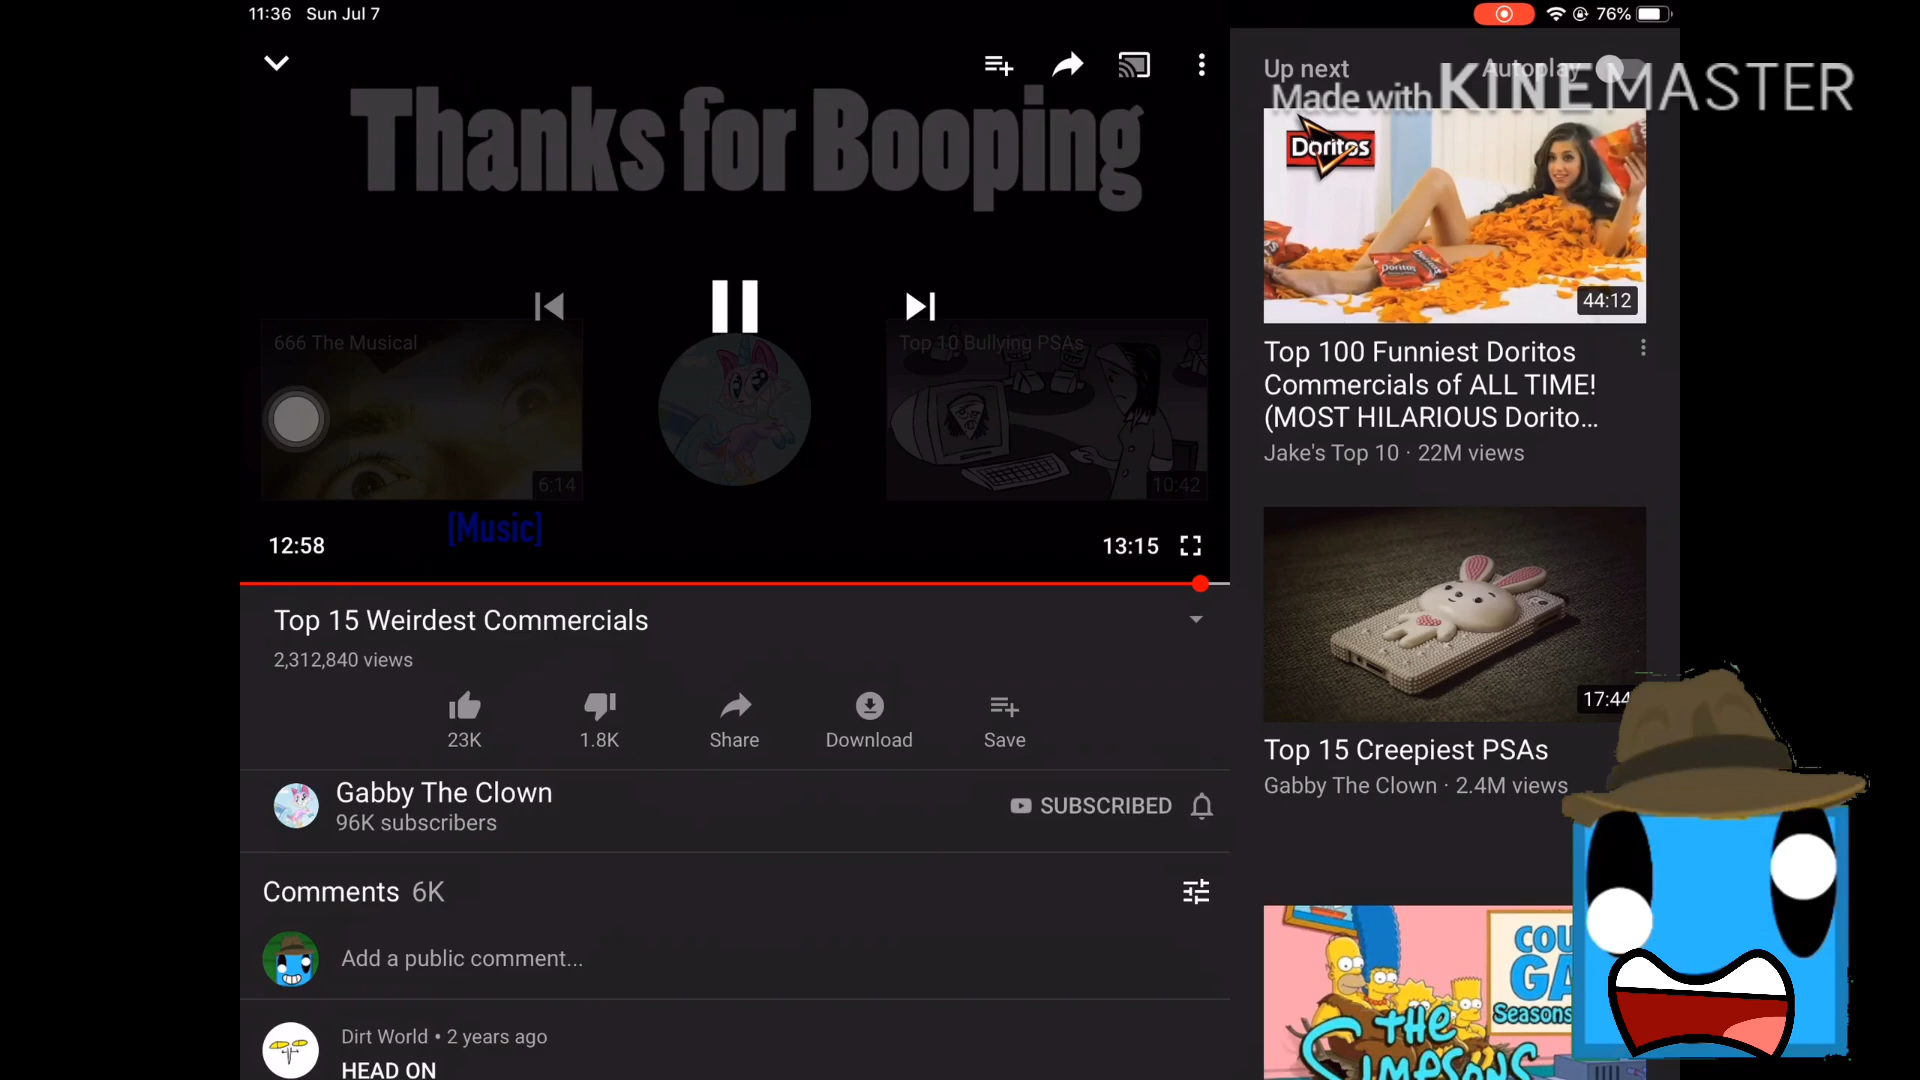 11:36 Sun Jul 7
76%
Thanks for Booping
666 The Musical
6:14
Top 10 Bullying PSAs
10:42
[Music]
12:58
13:15
Top 15 Weirdest Commercials
2,312,840 views
23K
1.8K
Share
Download
Save
Gabby The Clown
96K subscribers
SUBSCRIBED
Comments 6K
Add a public comment...
Dirt World • 2 years ago
HEAD ON
Up next
Autoplay
Made with KINEMASTER
Doritos
Doritos
44:12
Top 100 Funniest Doritos
Commercials of ALL TIME!
(MOST HILARIOUS Dorito...
Jake's Top 10 · 22M views
17:44
Top 15 Creepiest PSAs
Gabby The Clown · 2.4M views
COU
GA
Seasons
THE
SIMPSONS